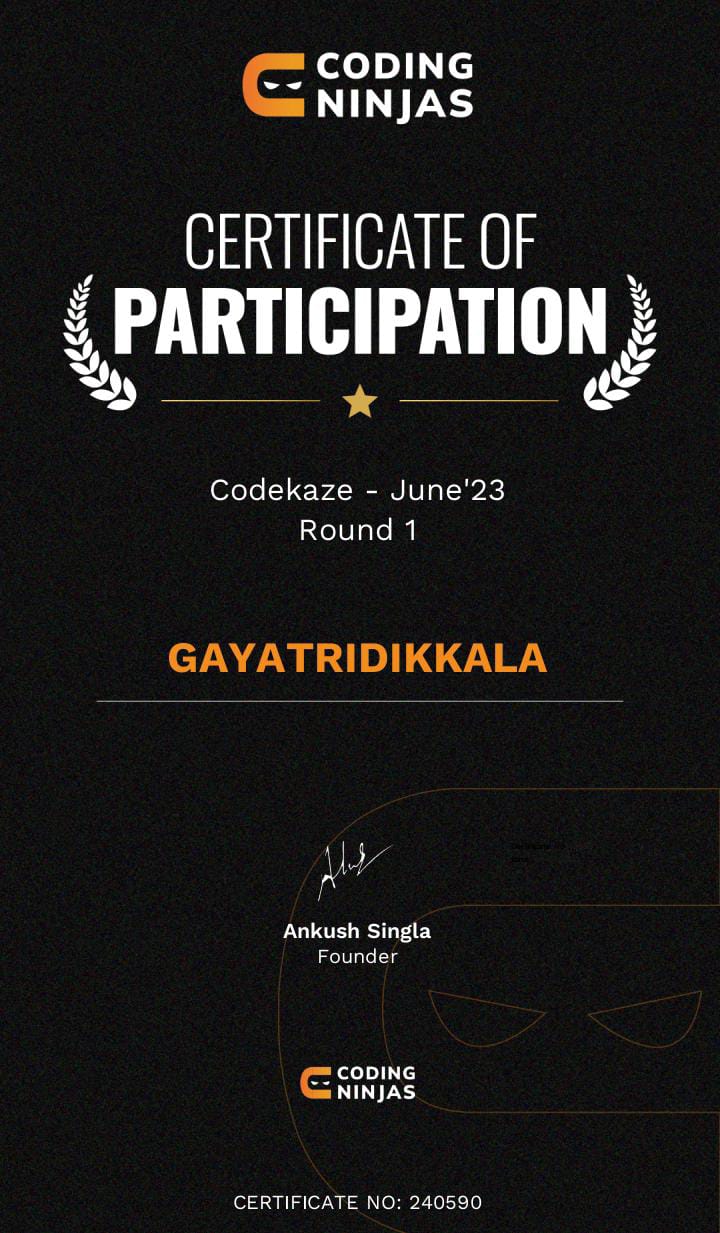 CODING
NINJAS
CERTIFICATE OF
PARTICIPATION
Codekaze - June'23
Round 1
GAYATRIDIKKALA
Ankush Singla
Founder
CODING
NINJAS
CERTIFICATE NO: 240590